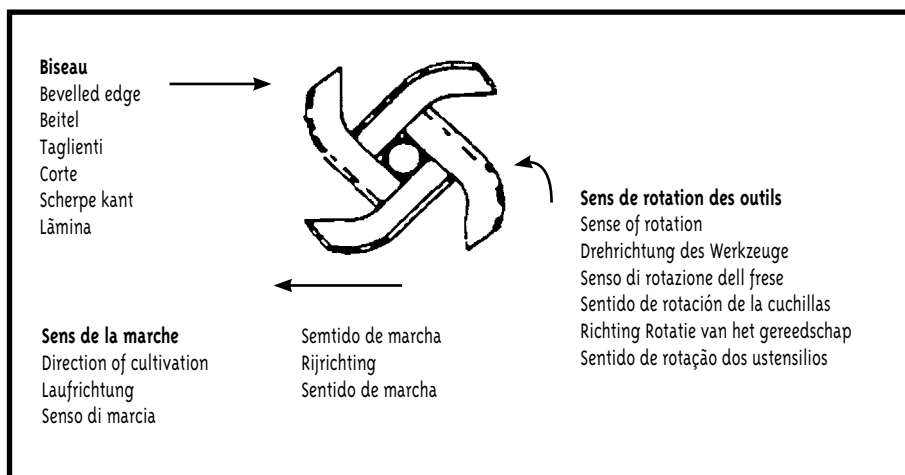 Biseau
Bevelled edge
Beitel
Taglienti
Corte
Scherpe kant
Lãmina
Sens de rotation des outils
Sense of rotation
Drehrichtung des Werkzeuge
Senso di rotazione dell frese
Sentido de rotación de la cuchillas
Richting Rotatie van het gereedschap
Sentido de rotação dos ustensilios
Sens de la marche
Direction of cultivation
Laufrichtung
Senso di marcia
Semtido de marcha
Rijrichting
Sentido de marcha